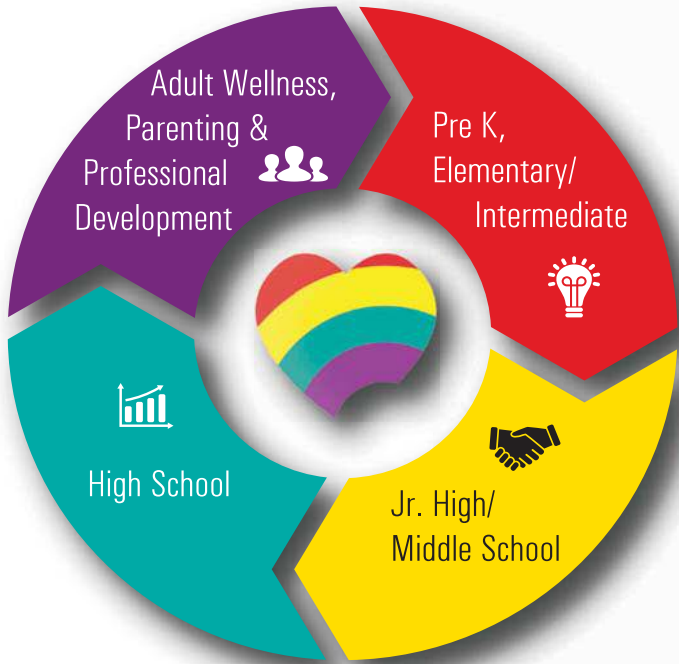 Adult Wellness,
Parenting &
Professional
Development
Pre K,
Elementary/
Intermediate
Jr. High/
Middle School
High School